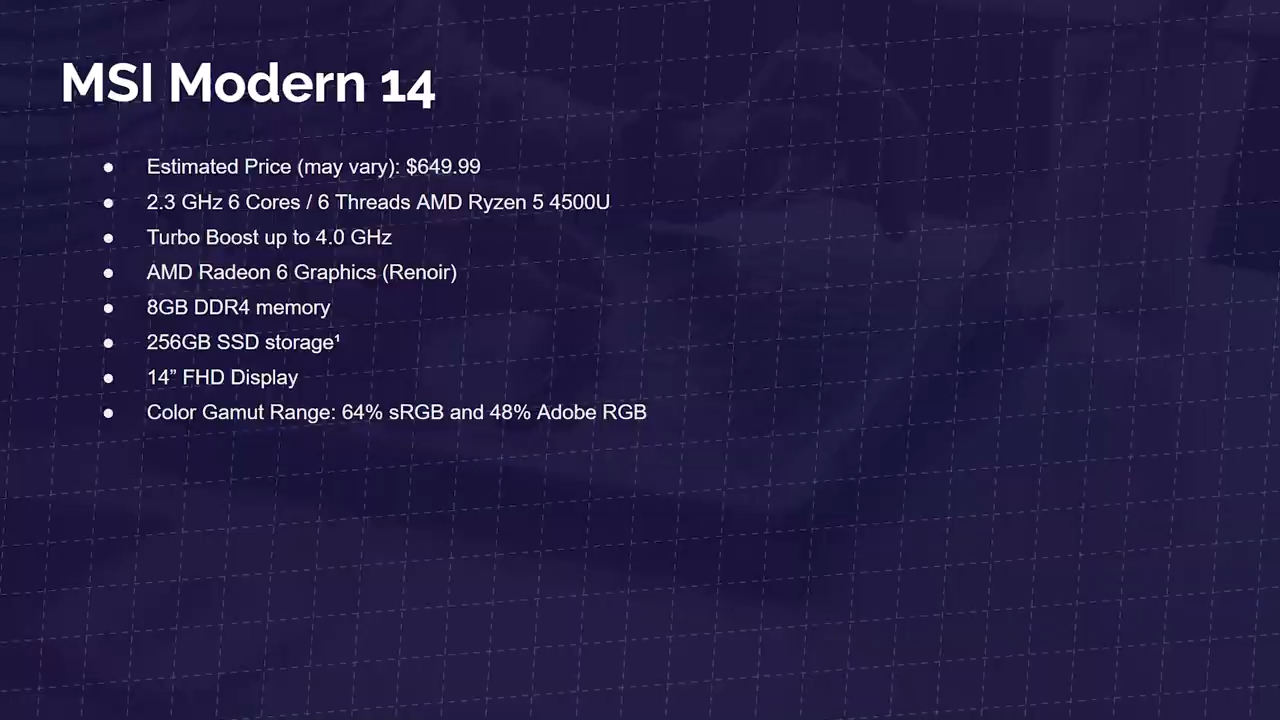 MSI Modern 14
● Estimated Price (may vary): $649.99
● 2.3 GHz 6 Cores / 6 Threads AMD Ryzen 5 4500U
● Turbo Boost up to 4.0 GHz
● AMD Radeon 6 Graphics (Renoir)
● 8GB DDR4 memory
● 256GB SSD storage¹
● 14” FHD Display
● Color Gamut Range: 64% sRGB and 48% Adobe RGB